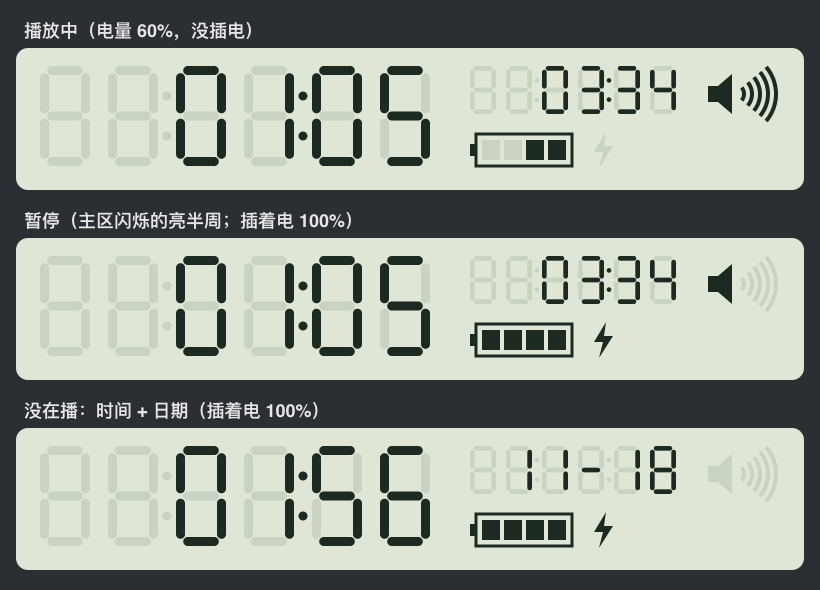 播放中（电量 60%，没插电）
01:05 03:34
暂停（主区闪烁的亮半周；插着电 100%）
01:05 03:34
没在播：时间 + 日期（插着电 100%）
01:56 11-18